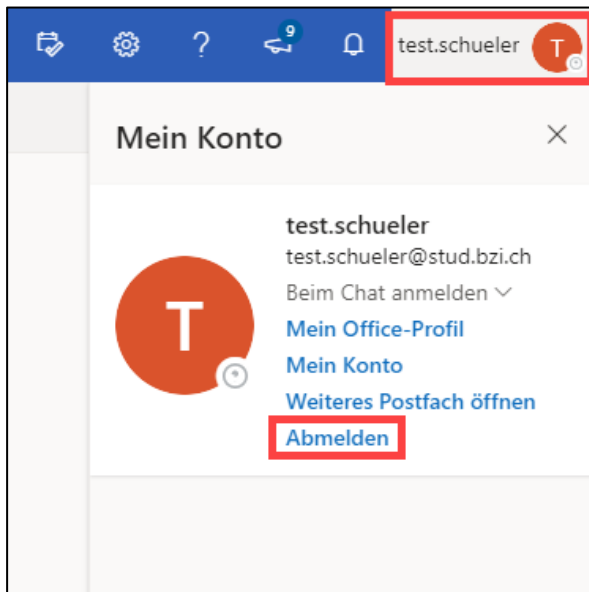 ? 9 test.schueler T
Mein Konto
T
test.schueler
test.schueler@stud.bzi.ch
Beim Chat anmelden
Mein Office-Profil
Mein Konto
Weiteres Postfach öffnen
Abmelden